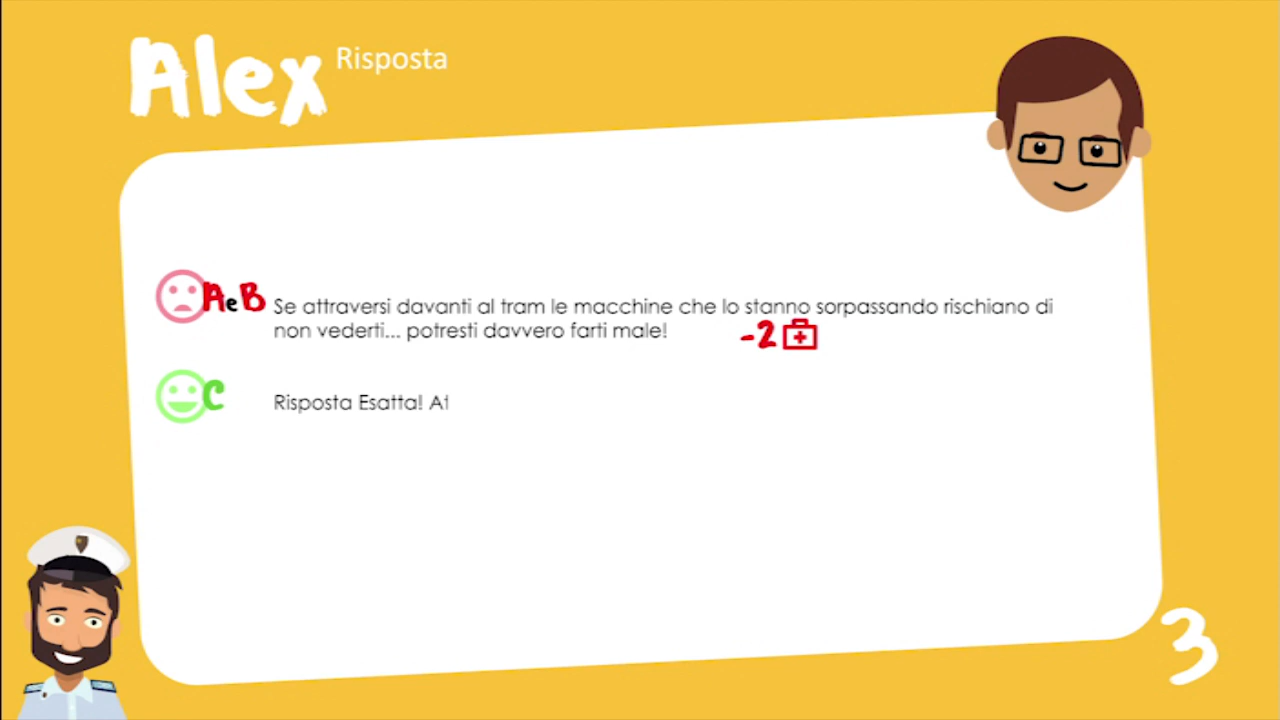 Alex Risposta
A e B Se attraversi davanti al tram le macchine che lo stanno sorpassando rischiano di
non vederti... potresti davvero farti male! -2
C Risposta Esatta! At
3